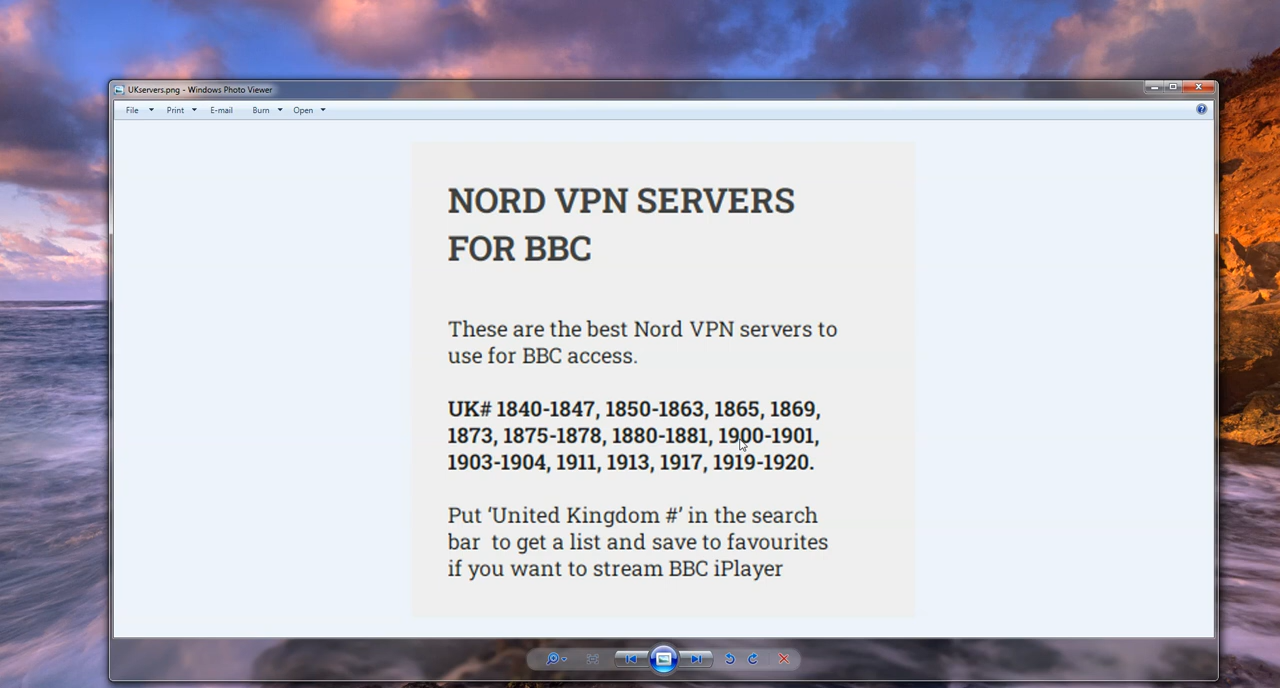 UKservers.png - Windows Photo Viewer
File Print E-mail Burn Open
NORD VPN SERVERS
FOR BBC
These are the best Nord VPN servers to
use for BBC access.
UK# 1840-1847, 1850-1863, 1865, 1869,
1873, 1875-1878, 1880-1881, 1900-1901,
1903-1904, 1911, 1913, 1917, 1919-1920.
Put ‘United Kingdom #’ in the search
bar  to get a list and save to favourites
if you want to stream BBC iPlayer